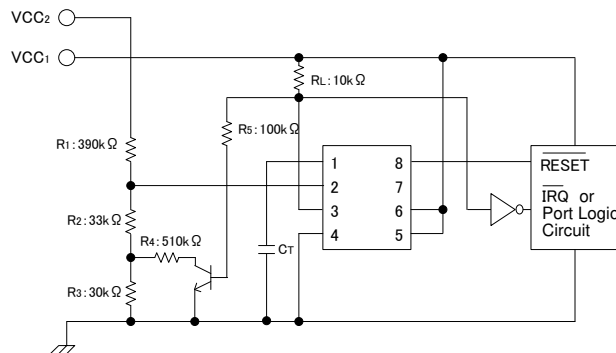 VCC₂
VCC₁
RL : 10kΩ
R5 : 100kΩ
R1 : 390kΩ
1 8
2 7
3 6
4 5
RESET
IRQ or
Port Logic
Circuit
R2 : 33kΩ
R4 : 510kΩ
CT
R3 : 30kΩ